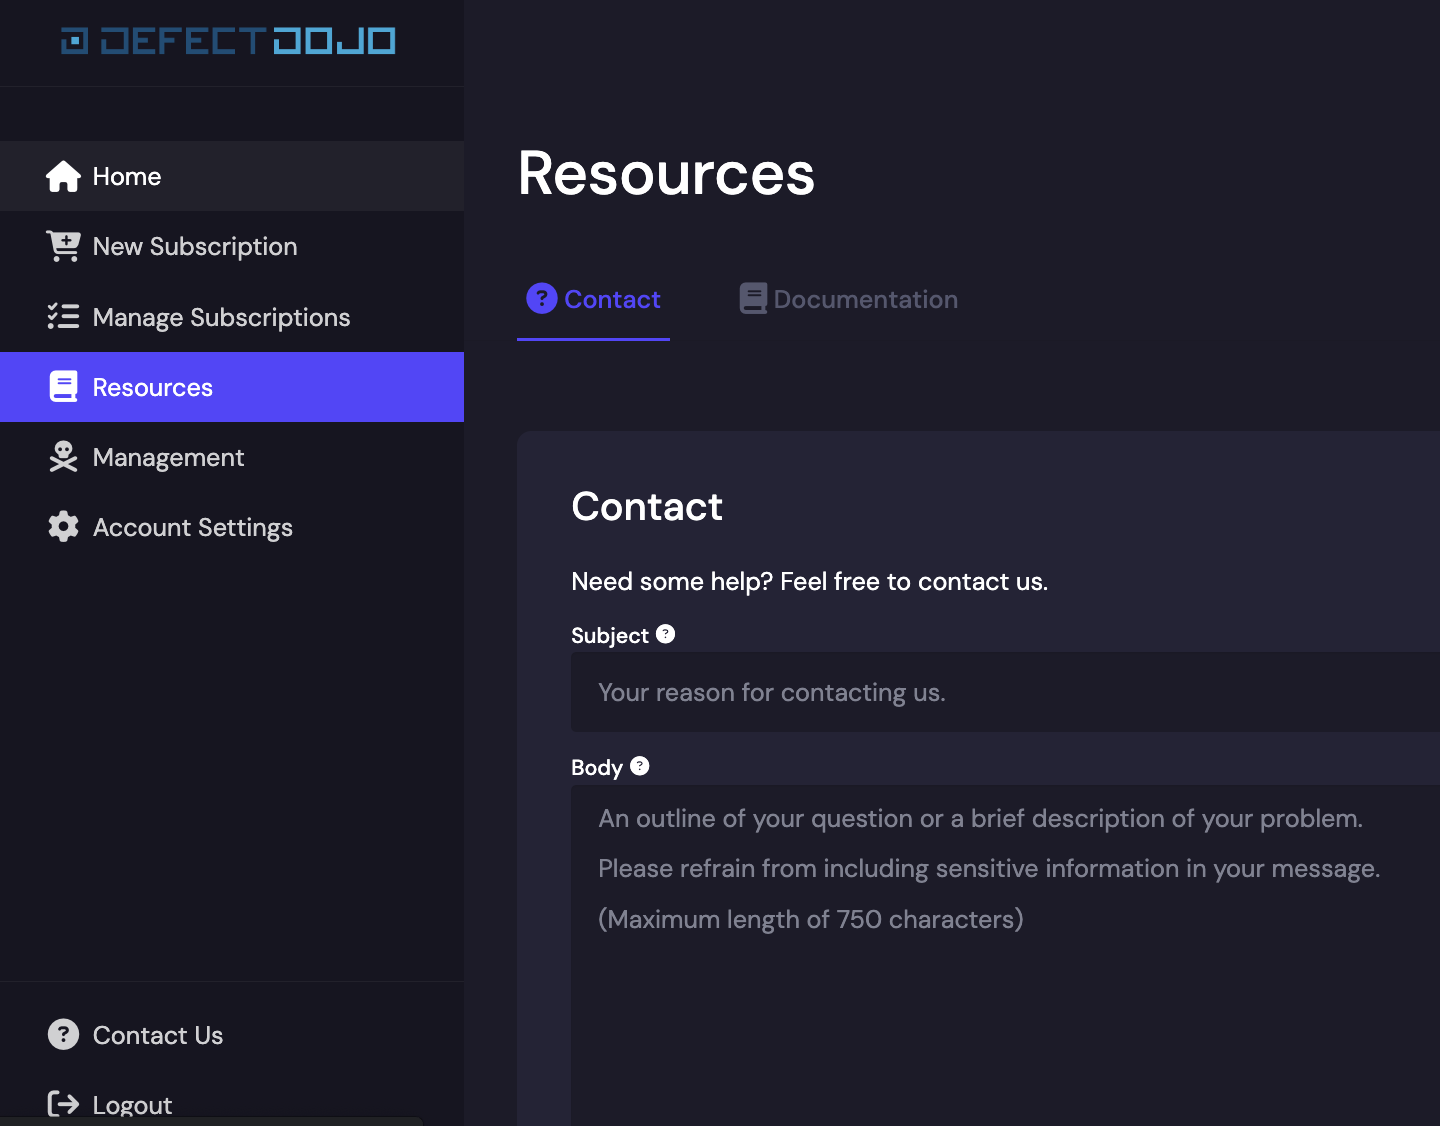 DEFECTDOJO
Home
New Subscription
Manage Subscriptions
Resources
Management
Account Settings
Contact Us
Logout
Resources
Contact
Documentation
Contact
Need some help? Feel free to contact us.
Subject ?
Your reason for contacting us.
Body ?
An outline of your question or a brief description of your problem.
Please refrain from including sensitive information in your message.
(Maximum length of 750 characters)